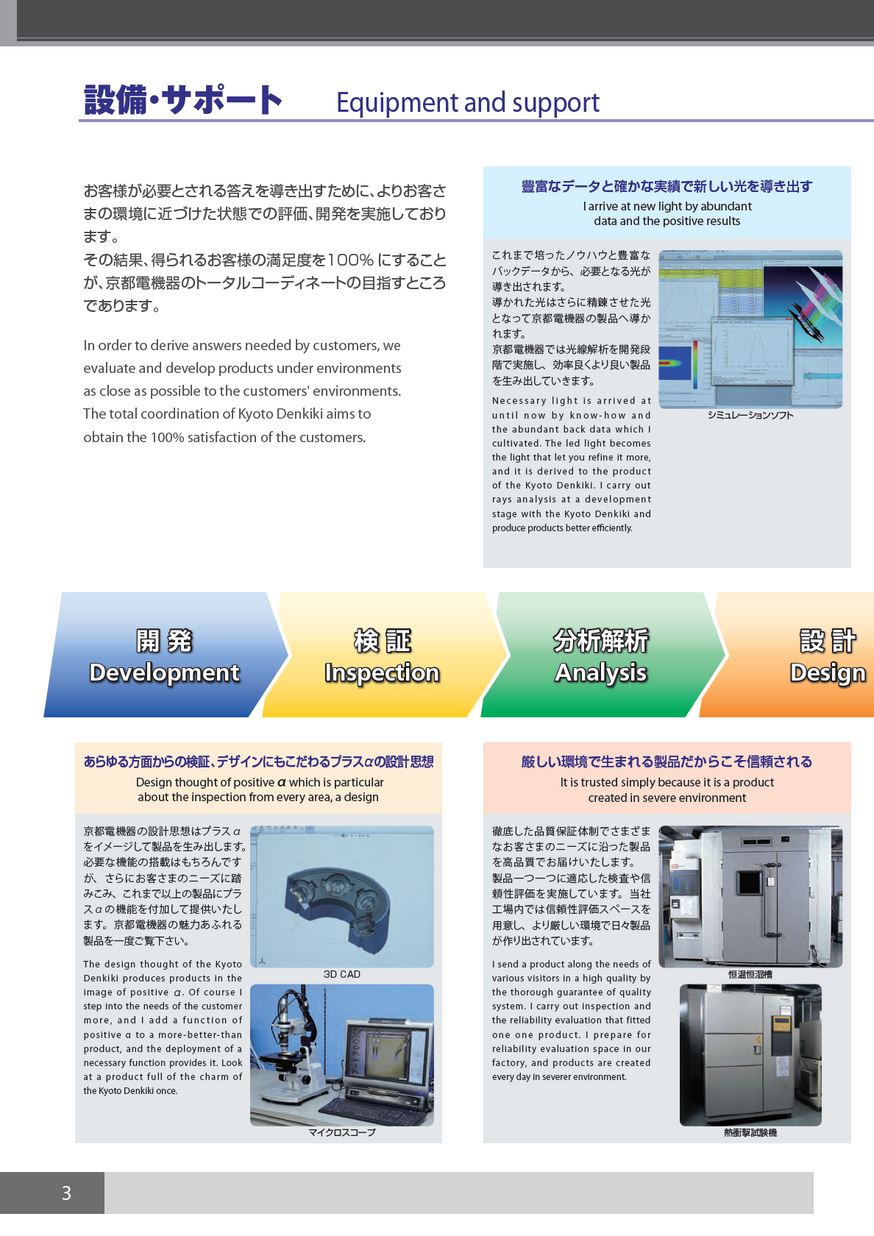 設備・サポート Equipment and support
お客様が必要とされる答えを導き出すために、よりお客さ
まの環境に近づけた状態での評価、開発を実施しており
ます。
その結果、得られるお客様の満足度を100% にすること
が、京都電機器のトータルコーディネートの目指すところ
であります。
In order to derive answers needed by customers, we
evaluate and develop products under environments
as close as possible to the customers' environments.
The total coordination of Kyoto Denkiki aims to
obtain the 100% satisfaction of the customers.
豊富なデータと確かな実績で新しい光を導き出す
I arrive at new light by abundant
data and the positive results
これまで培ったノウハウと豊富な
バックデータから、必要となる光が
導き出されます。
導かれた光はさらに精錬させた光
となって京都電機器の製品へ導か
れます。
京都電機器では光線解析を開発段
階で実施し、効率良くより良い製品
を生み出していきます。
Necessary light is arrived at
until now by know-how and
the abundant back data which I
cultivated. The led light becomes
the light that let you refine it more,
and it is derived to the product
of the Kyoto Denkiki. I carry out
rays analysis at a development
stage with the Kyoto Denkiki and
produce products better efficiently.
シミュレーションソフト
開 発
Development
検 証
Inspection
分析解析
Analysis
設 計
Design
あらゆる方面からの検証、デザインにもこだわるプラスαの設計思想
Design thought of positive α which is particular
about the inspection from every area, a design
京都電機器の設計思想はプラスα
をイメージして製品を生み出します。
必要な機能の搭載はもちろんです
が、さらにお客さまのニーズに踏
みこみ、これまで以上の製品にプラ
スαの機能を付加して提供いたし
ます。京都電機器の魅力あふれる
製品を一度ご覧下さい。
The design thought of the Kyoto
Denkiki produces products in the
image of positive α. Of course I
step into the needs of the customer
more, and I add a function of
positive α to a more-better-than
product, and the deployment of a
necessary function provides it. Look
at a product full of the charm of
the Kyoto Denkiki once.
3D CAD
マイクロスコープ
厳しい環境で生まれる製品だからこそ信頼される
It is trusted simply because it is a product
created in severe environment
徹底した品質保証体制でさまざま
なお客さまのニーズに沿った製品
を高品質でお届けいたします。
製品一つ一つに適応した検査や信
頼性評価を実施しています。当社
工場内では信頼性評価スペースを
用意し、より厳しい環境で日々製品
が作り出されています。
I send a product along the needs of
various visitors in a high quality by
the thorough guarantee of quality
system. I carry out inspection and
the reliability evaluation that fitted
one one product. I prepare for
reliability evaluation space in our
factory, and products are created
every day in severer environment.
恒温恒湿槽
熱衝撃試験機
3